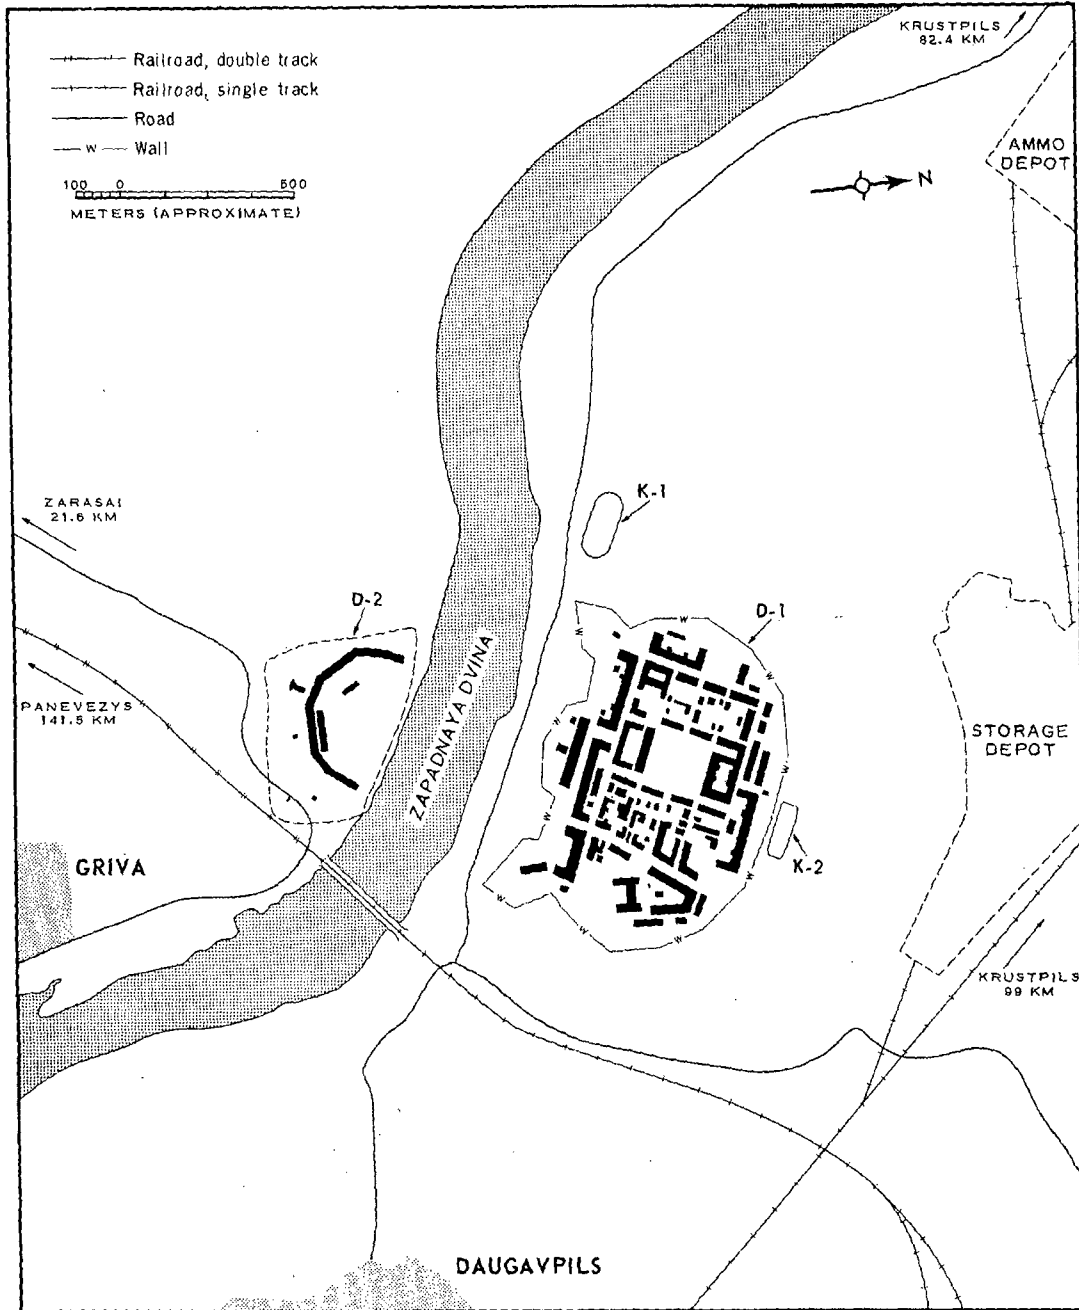 KRUSTPILS
82.4 KM
Railroad, double track
Railroad, single track
Road
W Wall
100 0 500
METERS (APPROXIMATE)
AMMO
DEPOT
N
K-1
ZARASAI
21.6 KM
D-2
D-1
W
W
W
PANEVEZYS
141.5 KM
ZAPADNAYA DVINA
STORAGE
DEPOT
W
W
GRIVA
K-2
W
W
W
W
KRUSTPILS
99 KM
DAUGAVPILS